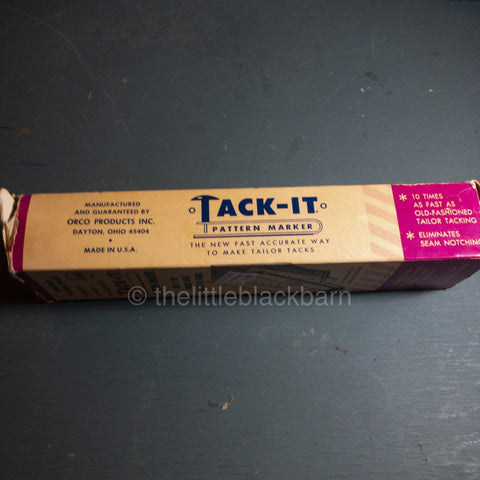 MANUFACTURED
AND GUARANTEED BY
ORCO PRODUCTS INC.
DAYTON, OHIO 45404
•
MADE IN U.S.A.
TACK-IT
PATTERN MARKER
THE NEW FAST ACCURATE WAY
TO MAKE TAILOR TACKS
* 10 TIMES
AS FAST AS
OLD-FASHIONED
TAILOR TACKING
* ELIMINATES
SEAM NOTCHING
© thelittleblackbarn